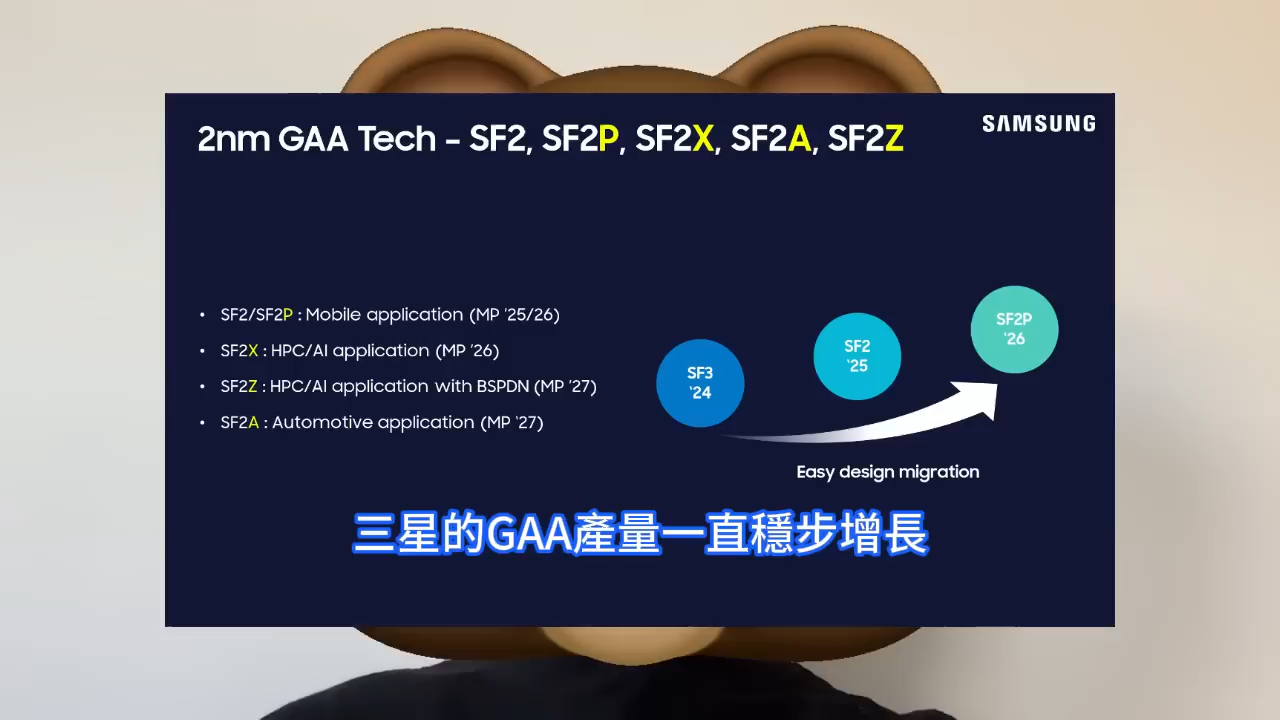 2nm GAA Tech – SF2, SF2P, SF2X, SF2A, SF2Z
SAMSUNG
• SF2/SF2P : Mobile application (MP '25/26)
• SF2X : HPC/AI application (MP '26)
• SF2Z : HPC/AI application with BSPDN (MP '27)
• SF2A : Automotive application (MP '27)
SF3
'24
SF2
'25
SF2P
'26
Easy design migration
三星的GAA產量一直穩步增長